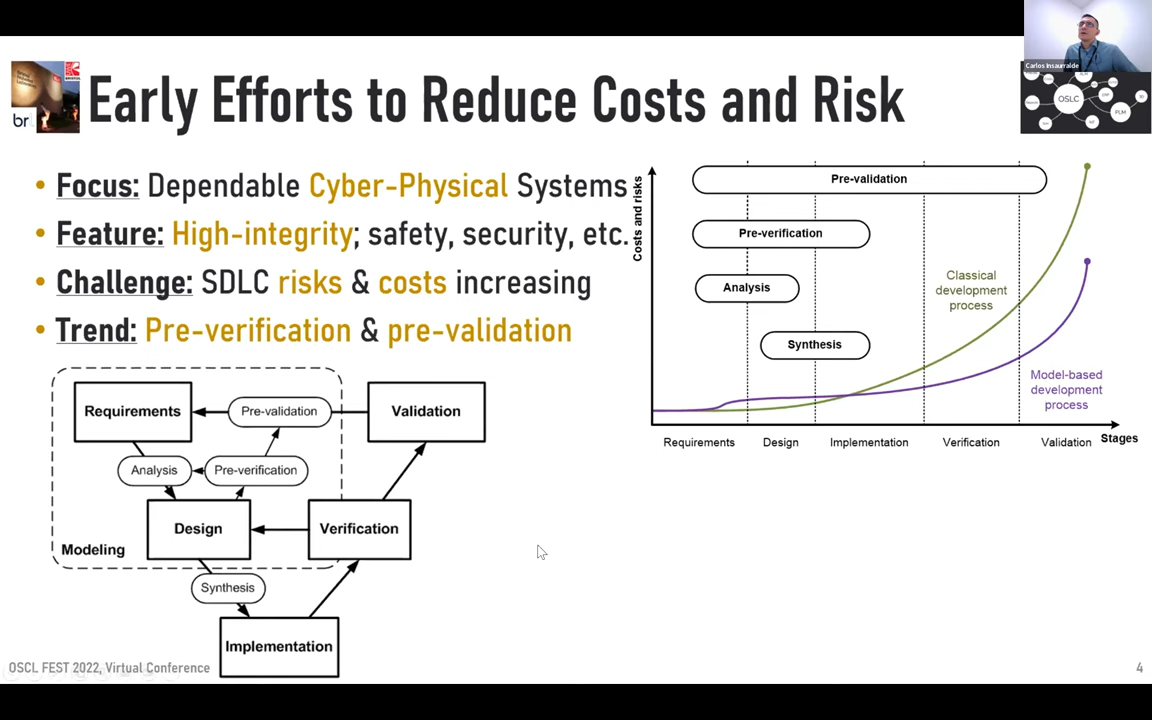 Early Efforts to Reduce Costs and Risk
• Focus: Dependable Cyber-Physical Systems
• Feature: High-integrity; safety, security, etc.
• Challenge: SDLC risks & costs increasing
• Trend: Pre-verification & pre-validation
Requirements
Pre-validation
Validation
Analysis
Pre-verification
Design
Verification
Modeling
Synthesis
Implementation
Costs and risks
Pre-validation
Pre-verification
Analysis
Synthesis
Classical
development
process
Model-based
development
process
Requirements
Design
Implementation
Verification
Validation
Stages
Carlos Insaurralde
OSLC
PLM
br
OSCL FEST 2022, Virtual Conference
4